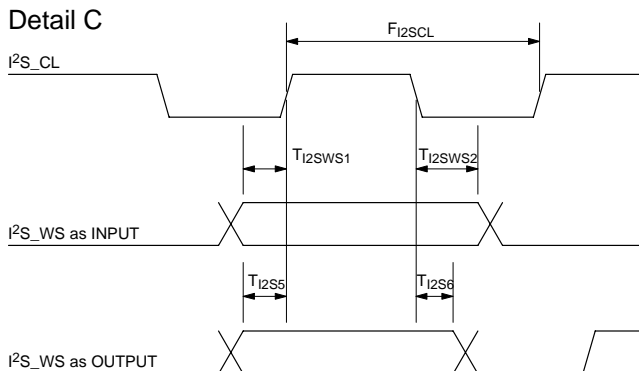 Detail C
F_I2SCL
I²S_CL
T_I2SWS1
T_I2SWS2
I²S_WS as INPUT
T_I2S5
T_I2S6
I²S_WS as OUTPUT